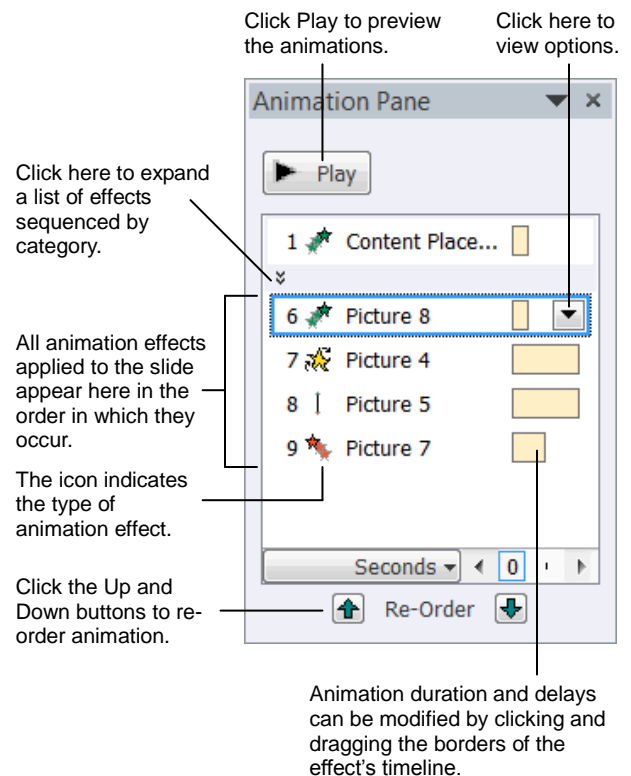 Click Play to preview
the animations.
Click here to
view options.
Animation Pane
Play
Click here to expand
a list of effects
sequenced by
category.
1 Content Place...
6 Picture 8
All animation effects
applied to the slide
appear here in the
order in which they
occur.
7 Picture 4
8 Picture 5
9 Picture 7
The icon indicates
the type of
animation effect.
Seconds 0
Click the Up and
Down buttons to re-
order animation.
Re-Order
Animation duration and delays
can be modified by clicking and
dragging the borders of the
effect's timeline.